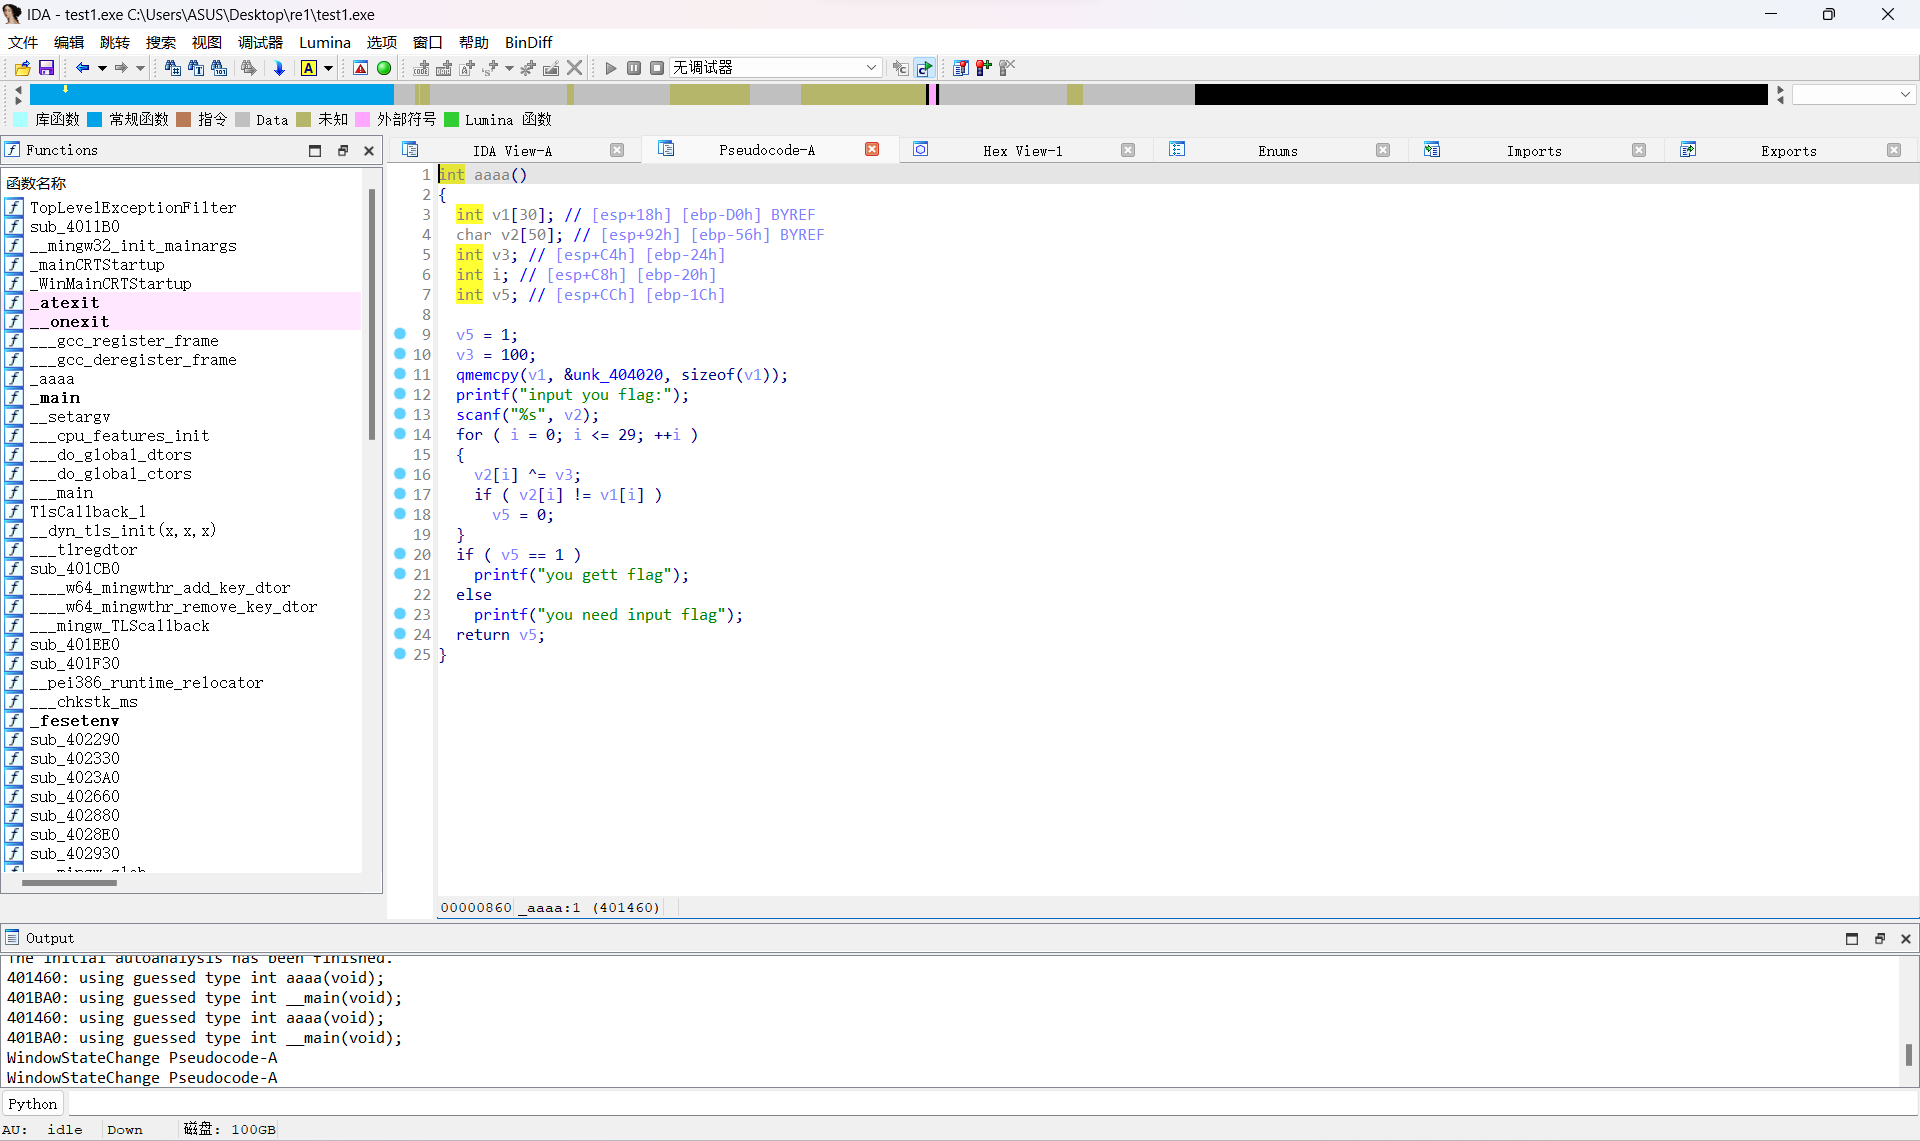 IDA - test1.exe C:\Users\ASUS\Desktop\re1\test1.exe
文件 编辑 跳转 搜索 视图 调试器 Lumina 选项 窗口 帮助 BinDiff
无调试器
库函数 常规函数 指令 Data 未知 外部符号 Lumina 函数
Functions
函数名称
TopLevelExceptionFilter
sub_4011B0
__mingw32_init_mainargs
_mainCRTStartup
_WinMainCRTStartup
_atexit
__onexit
___gcc_register_frame
___gcc_deregister_frame
_aaaa
_main
__setargv
___cpu_features_init
___do_global_dtors
___do_global_ctors
___main
TlsCallback_1
__dyn_tls_init(x,x,x)
___tlregdtor
sub_401CB0
____w64_mingwthr_add_key_dtor
____w64_mingwthr_remove_key_dtor
___mingw_TLScallback
sub_401EE0
sub_401F30
__pei386_runtime_relocator
___chkstk_ms
_fesetenv
sub_402290
sub_402330
sub_4023A0
sub_402660
sub_402880
sub_4028E0
sub_402930
IDA View-A Pseudocode-A Hex View-1 Enums Imports Exports
1 int aaaa()
2 {
3 int v1[30]; // [esp+18h] [ebp-D0h] BYREF
4 char v2[50]; // [esp+92h] [ebp-56h] BYREF
5 int v3; // [esp+C4h] [ebp-24h]
6 int i; // [esp+C8h] [ebp-20h]
7 int v5; // [esp+CCh] [ebp-1Ch]
8
9 v5 = 1;
10 v3 = 100;
11 qmemcpy(v1, &unk_404020, sizeof(v1));
12 printf("input you flag:");
13 scanf("%s", v2);
14 for ( i = 0; i <= 29; ++i )
15 {
16 v2[i] ^= v3;
17 if ( v2[i] != v1[i] )
18 v5 = 0;
19 }
20 if ( v5 == 1 )
21 printf("you gett flag");
22 else
23 printf("you need input flag");
24 return v5;
25 }
00000860 _aaaa:1 (401460)
Output
The initial autoanalysis has been finished.
401460: using guessed type int aaaa(void);
401BA0: using guessed type int __main(void);
401460: using guessed type int aaaa(void);
401BA0: using guessed type int __main(void);
WindowStateChange Pseudocode-A
WindowStateChange Pseudocode-A
Python
AU: idle Down 磁盘: 100GB